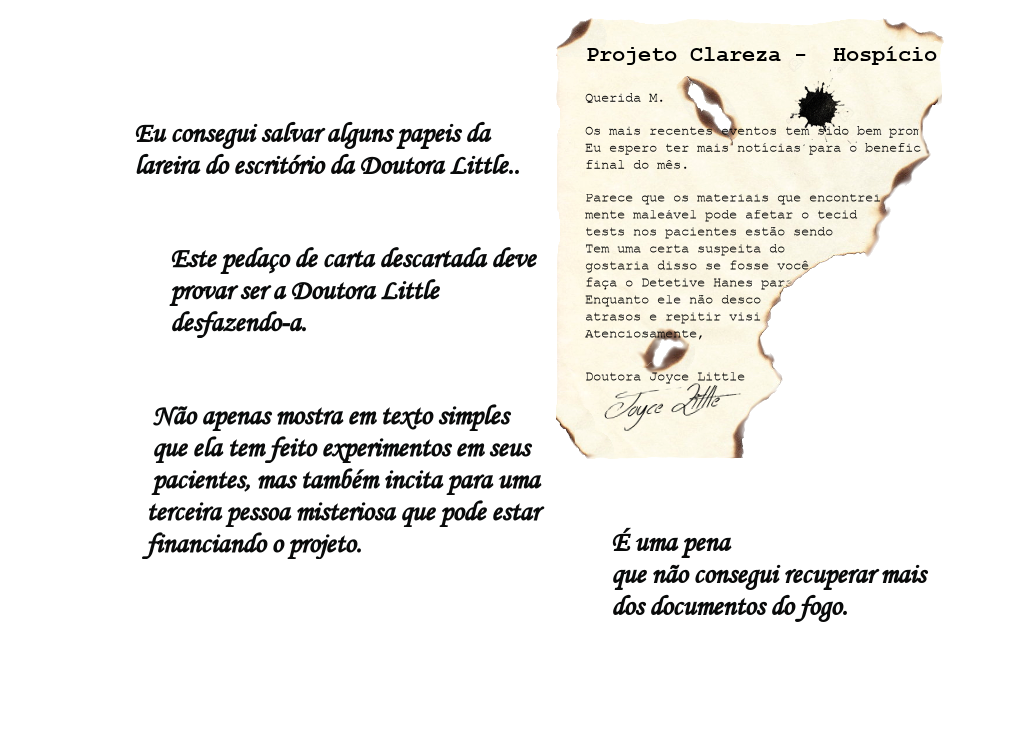 Eu consegui salvar alguns papeis da
lareira do escritório da Doutora Little..
Este pedaço de carta descartada deve
provar ser a Doutora Little
desfazendo-a.
Não apenas mostra em texto simples
que ela tem feito experimentos em seus
pacientes, mas também incita para uma
terceira pessoa misteriosa que pode estar
financiando o projeto.
Projeto Clareza - Hospício
Querida M.
Os mais recentes eventos tem sido bem prom
Eu espero ter mais notícias para o benefic
final do mês.
Parece que os materiais que encontrei
mente maleável pode afetar o tecid
tests nos pacientes estão sendo
Tem uma certa suspeita do
gostaria disso se fosse você
faça o Detetive Hanes para
Enquanto ele não desco
atrasos e repitir visi
Atenciosamente,
Doutora Joyce Little
Joyce Little
É uma pena
que não consegui recuperar mais
dos documentos do fogo.